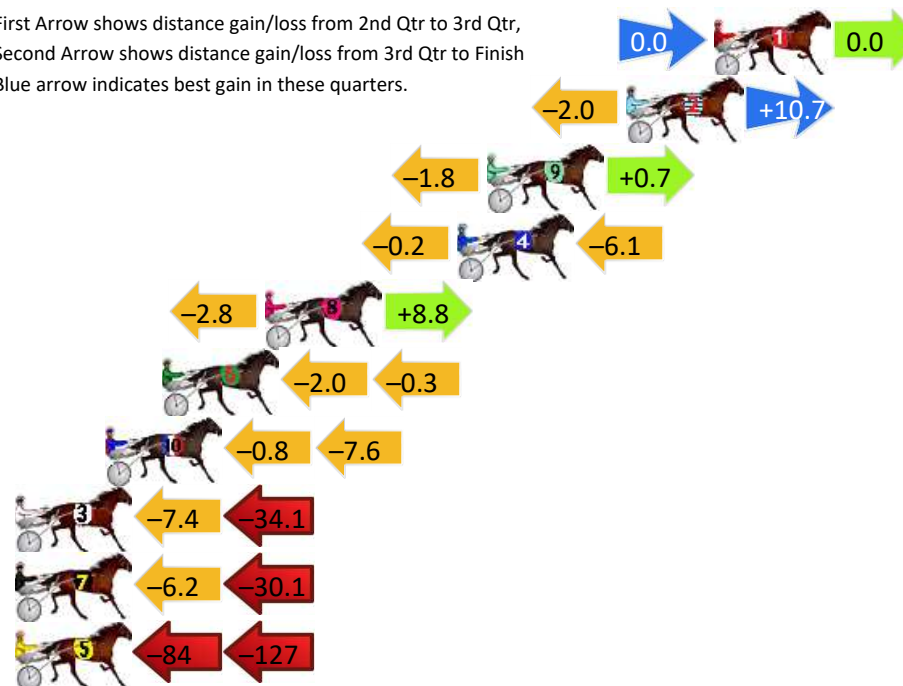 First Arrow shows distance gain/loss from 2nd Qtr to 3rd Qtr,
Second Arrow shows distance gain/loss from 3rd Qtr to Finish
Blue arrow indicates best gain in these quarters.
0.0 1 0.0
–2.0 2 +10.7
–1.8 9 +0.7
–0.2 4 –6.1
–2.8 8 +8.8
6 –2.0 –0.3
10 –0.8 –7.6
3 –7.4 –34.1
7 –6.2 –30.1
5 –84 –127